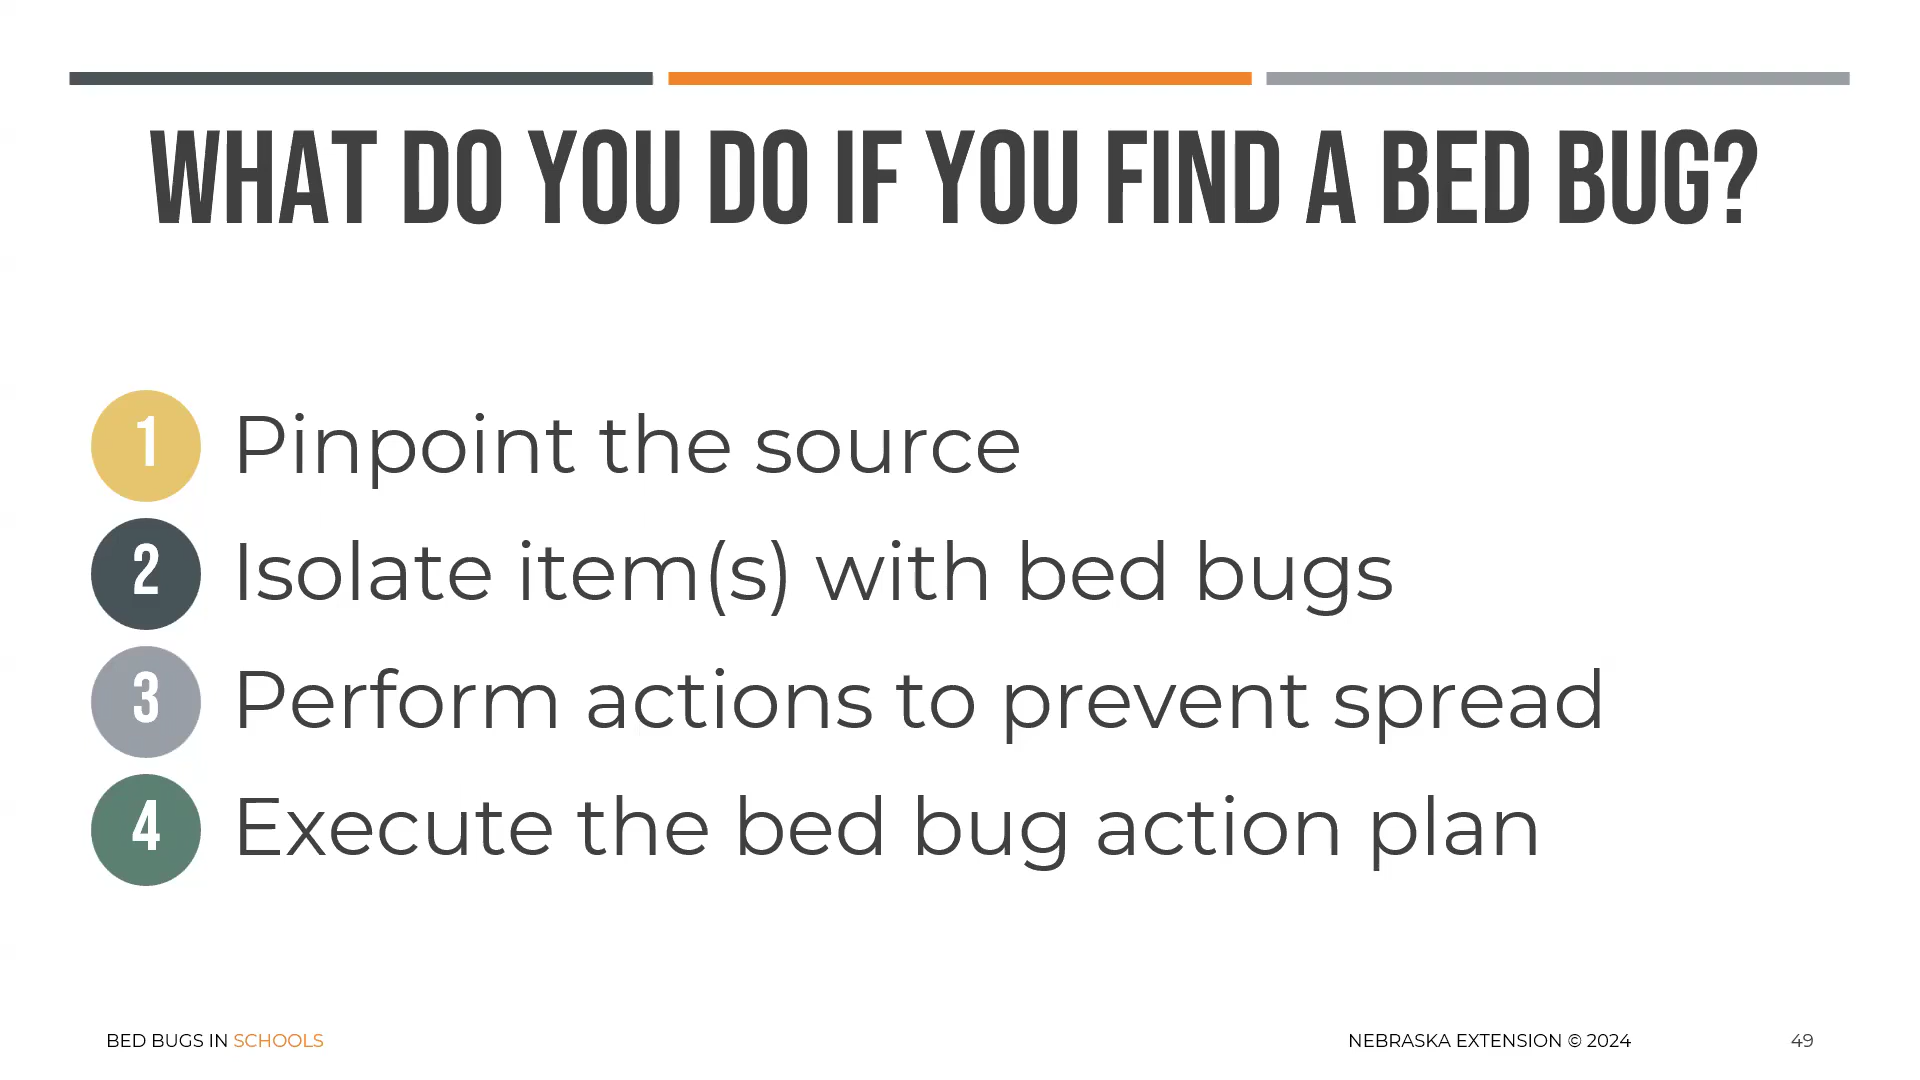 WHAT DO YOU DO IF YOU FIND A BED BUG?
1 Pinpoint the source
2 Isolate item(s) with bed bugs
3 Perform actions to prevent spread
4 Execute the bed bug action plan
BED BUGS IN SCHOOLS NEBRASKA EXTENSION © 2024 49